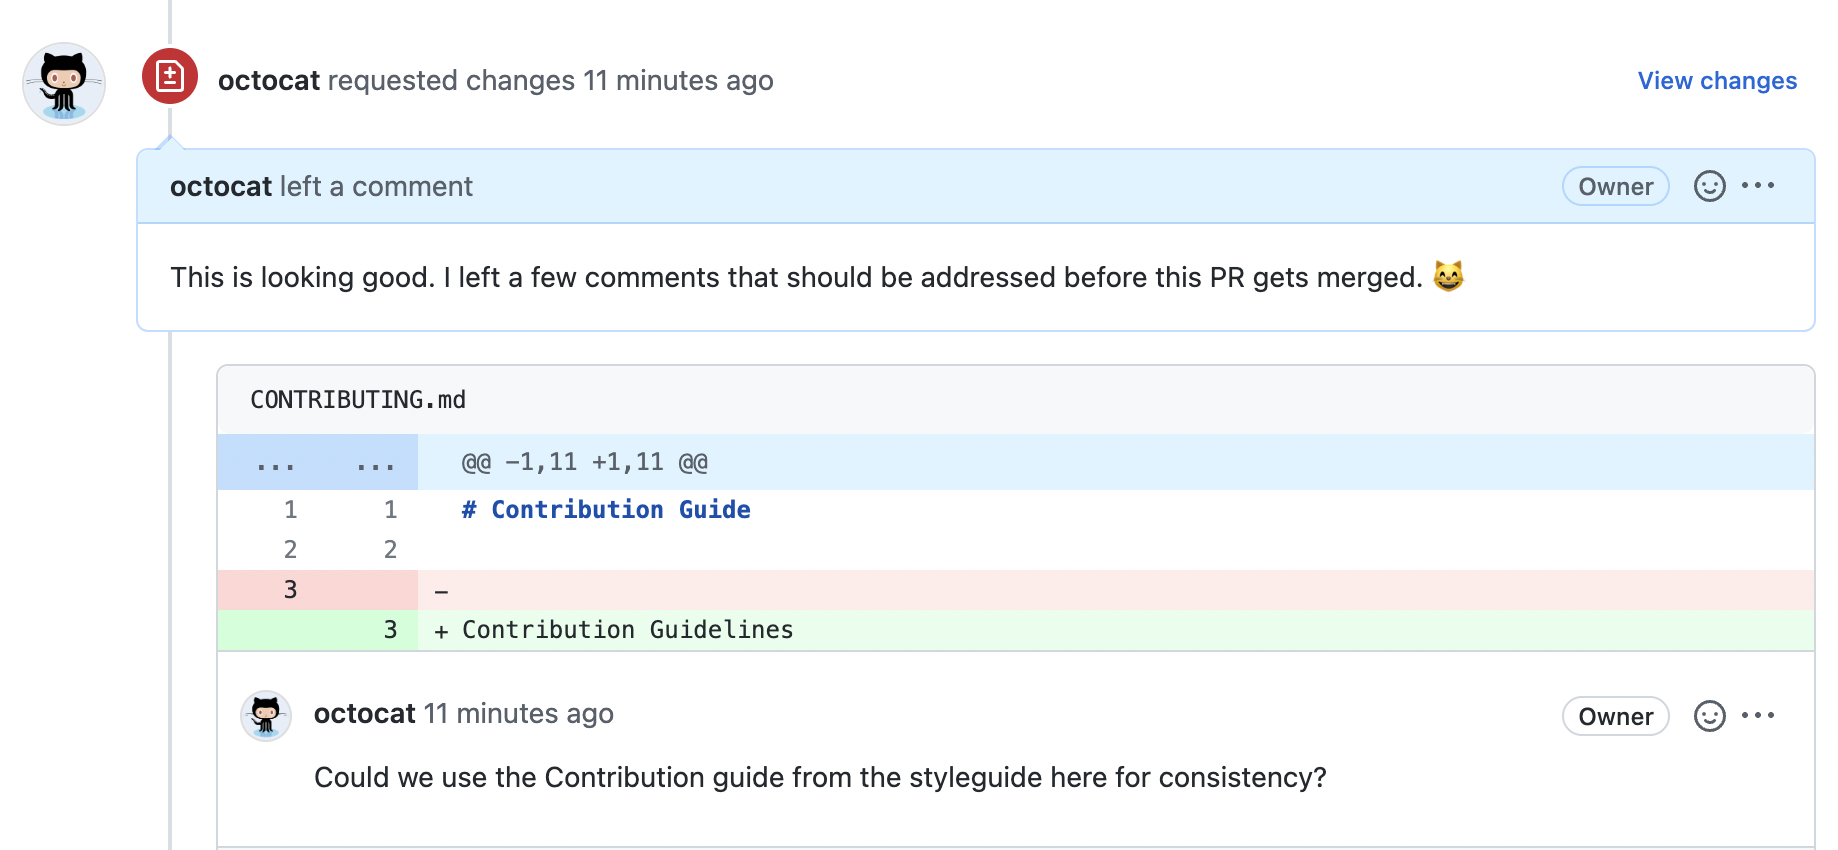 octocat requested changes 11 minutes ago View changes
octocat left a comment Owner
This is looking good. I left a few comments that should be addressed before this PR gets merged. 😸
CONTRIBUTING.md
... ... @@ -1,11 +1,11 @@
1 1 # Contribution Guide
2 2
3 -
3 + Contribution Guidelines
octocat 11 minutes ago Owner
Could we use the Contribution guide from the styleguide here for consistency?